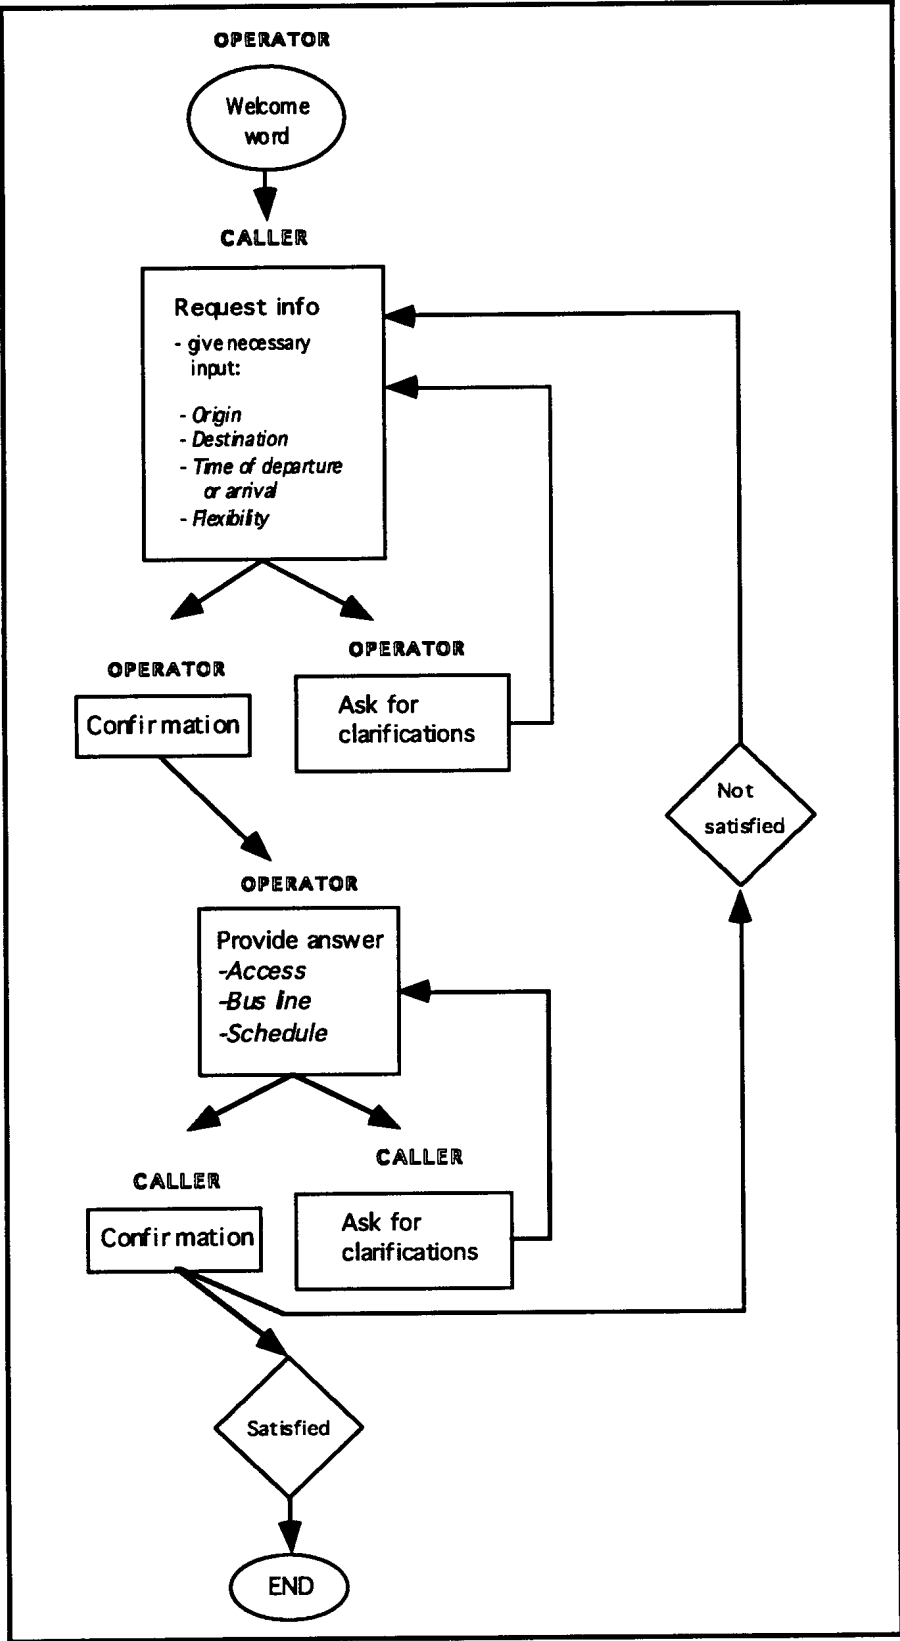 OPERATOR
Welcome
word
CALLER
Request info
- give necessary
input:
- Origin
- Destination
- Time of departure
or arrival
- Flexibility
OPERATOR
OPERATOR
Confirmation
Ask for
clarifications
Not
satisfied
OPERATOR
Provide answer
-Access
-Bus line
-Schedule
CALLER
CALLER
Confirmation
Ask for
clarifications
Satisfied
END